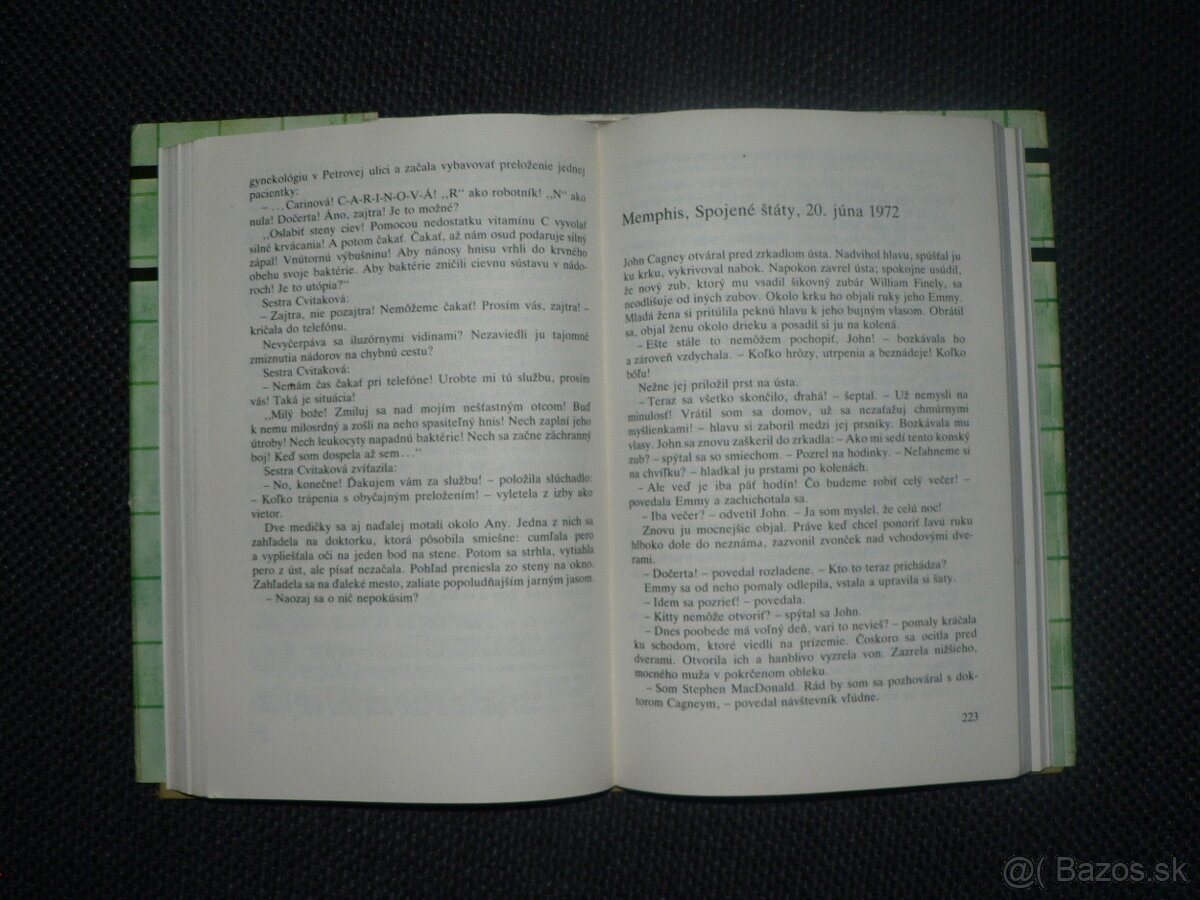 gynekológiu v Petrovej ulici a začala vybavovať preloženie jednej
pacientky:
– …Carinová! C-A-R-I-N-O-V-Á! „R“ ako robotník! „N“ ako
nula! Dočerta! Áno, zajtra! Je to možné?
„Oslabiť steny ciev! Pomocou nedostatku vitamínu C vyvolať
silné krvácania! A potom čakať. Čakať, až nám osud podaruje silný
zápal! Vnútornú výbušninu! Aby nánosy hnisu vrhli do krvného
obehu svoje baktérie. Aby baktérie zničili cievnu sústavu v nádo-
roch! Je to utópia?“
Sestra Cvitaková:
– Zajtra, nie pozajtra! Nemôžeme čakať! Prosím vás, zajtra! –
kričala do telefónu.
Nevyčerpáva sa iluzórnymi vidinami? Nezaviedli ju tajomné
zmiznutia nádorov na chybnú cestu?
Sestra Cvitaková:
– Nemám čas čakať pri telefóne! Urobte mi tú službu, prosím
vás! Taká je situácia!
„Milý bože! Zmiluj sa nad mojím nešťastným otcom! Buď
k nemu milosrdný a zošli na neho spasiteľný hnis! Nech zaplní jeho
útroby! Nech leukocyty napadnú baktérie! Nech sa začne záchranný
boj! Keď som dospela až sem…“
Sestra Cvitaková zvíťazila:
– No, konečne! Ďakujem vám za službu! – položila slúchadlo:
– Koľko trápenia s obyčajným preložením! – vyletela z izby ako
vietor.
Dve medičky sa aj naďalej motali okolo Any. Jedna z nich sa
zahľadela na doktorku, ktorá pôsobila smiešne: cumľala pero
a vyplieštala oči na jeden bod na stene. Potom sa strhla, vytiahla
pero z úst, ale písať nezačala. Pohľad preniesla zo steny na okno.
Zahľadela sa na ďaleké mesto, zaliate popoludňajším jarným jasom.
– Naozaj sa o nič nepokúsim?
Memphis, Spojené štáty, 20. júna 1972
John Cagney otváral pred zrkadlom ústa. Nadvihol hlavu, spúšťal ju
ku krku, vykrivoval nabok. Napokon zavrel ústa; spokojne usúdil,
že nový zub, ktorý mu vsadil šikovný zubár William Finely, sa
neodlišuje od iných zubov. Okolo krku ho objali ruky jeho Emmy.
Mladá žena si pritúlila peknú hlavu k jeho bujným vlasom. Obrátil
sa, objal ženu okolo drieku a posadil si ju na kolená.
– Ešte stále to nemôžem pochopiť, John! – bozkávala ho
a zároveň vzdychala. – Koľko hrôzy, utrpenia a beznádeje! Koľko
bôľu!
Nežne jej priložil prst na ústa.
– Teraz sa všetko skončilo, drahá! – šeptal. – Už nemysli na
minulosť! Vrátil som sa domov, už sa nezaťažuj chmúrnymi
myšlienkami! – hlavu si zaboril medzi jej prsníky. Bozkávala mu
vlasy. John sa znovu zaškeril do zrkadla: – Ako mi sedí tento konský
zub? – spýtal sa so smiechom. – Pozrel na hodinky. – Neľahneme si
na chvíľku? – hladkal ju prstami po kolenách.
– Ale veď je iba päť hodín! Čo budeme robiť celý večer! –
povedala Emmy a zachichotala sa.
– Iba večer? – odvetil John. – Ja som myslel, že celú noc!
Znovu ju mocnejšie objal. Práve keď chcel ponoriť ľavú ruku
hlboko dole do neznáma, zazvonil zvonček nad vchodovými dve-
rami.
– Dočerta! – povedal rozladene. – Kto to teraz prichádza?
Emmy sa od neho pomaly odlepila, vstala a upravila si šaty.
– Idem sa pozrieť! – povedala.
– Kitty nemôže otvoriť? – spýtal sa John.
– Dnes poobede má voľný deň, vari to nevieš? – pomaly kráčala
ku schodom, ktoré viedli na prízemie. Čoskoro sa ocitla pred
dverami. Otvorila ich a hanblivo vyzrela von. Zazrela nižšieho,
mocného muža v pokrčenom obleku.
– Som Stephen MacDonald. Rád by som sa pozhováral s dok-
torom Cagneym, – povedal návštevník vľúdne.
223
@( Bazos.sk